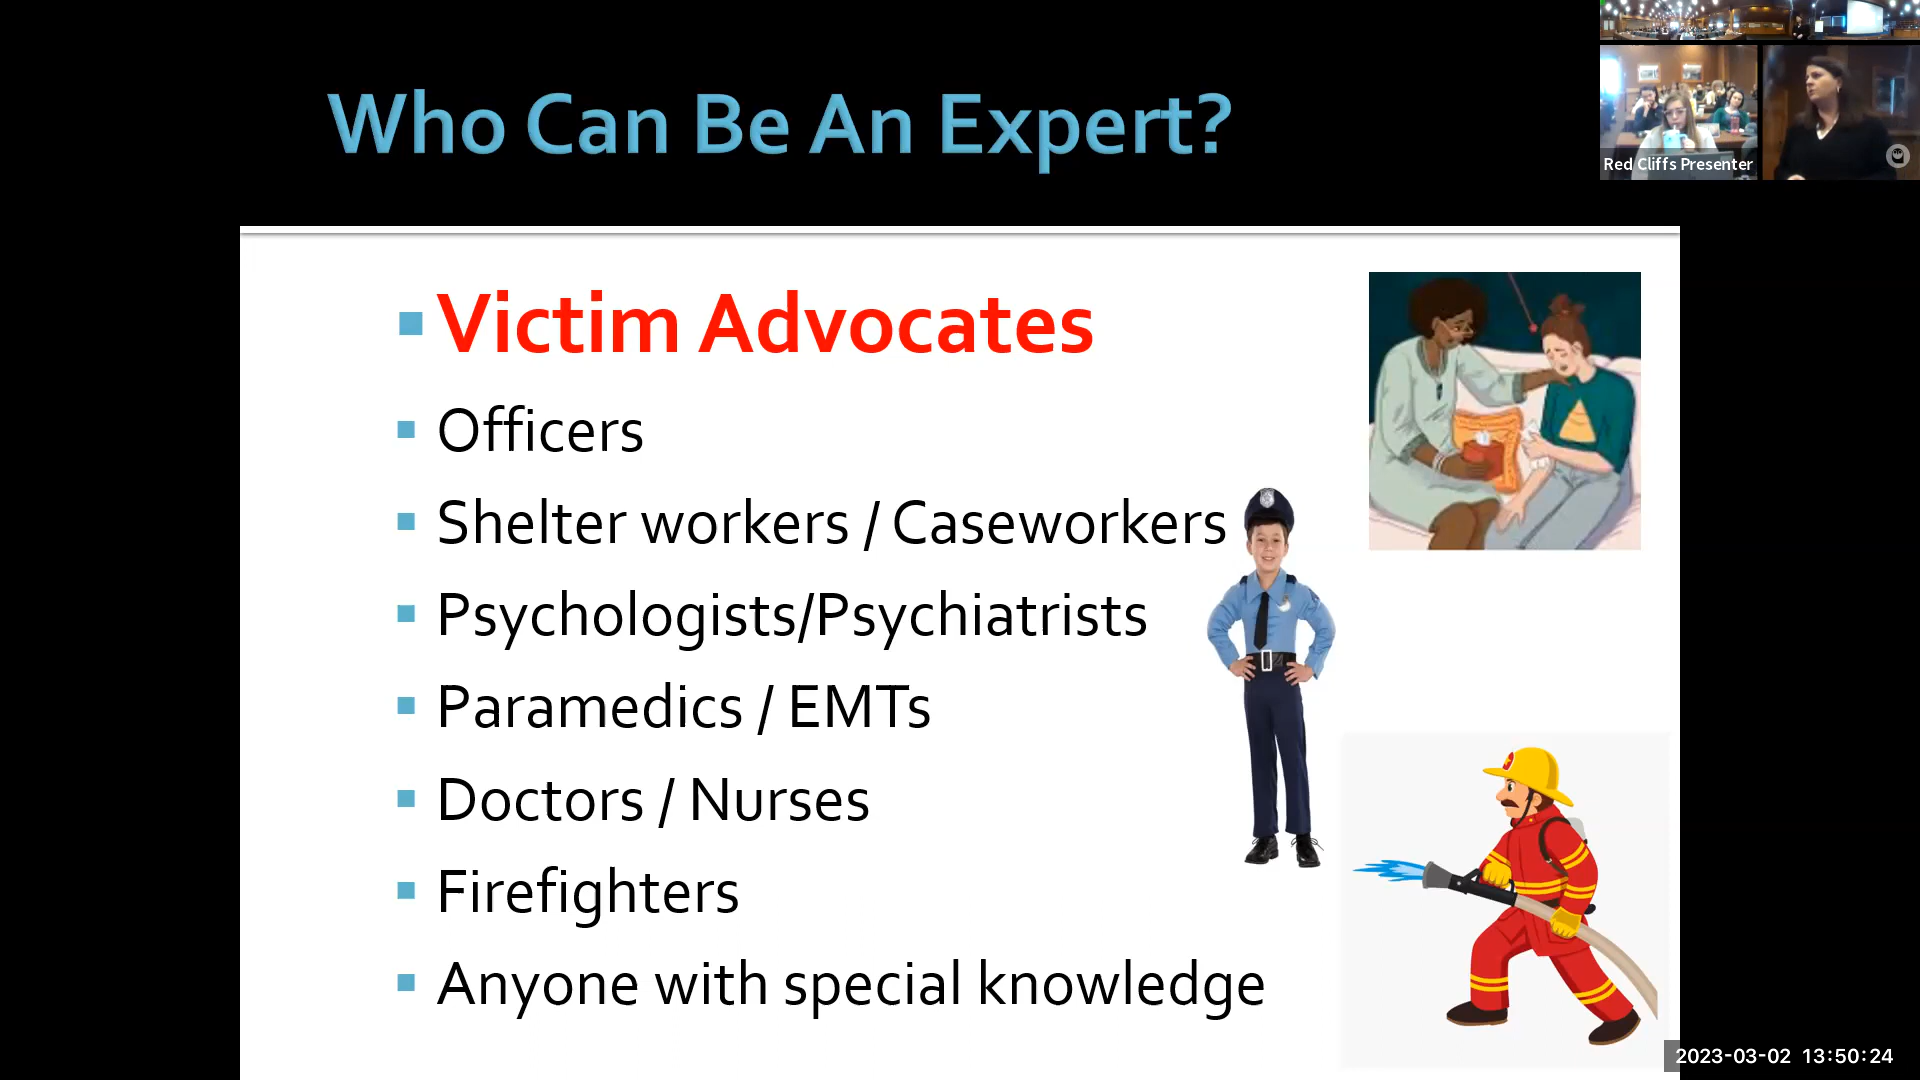 Who Can Be An Expert?
Red Cliffs Presenter
Victim Advocates
Officers
Shelter workers / Caseworkers
Psychologists/Psychiatrists
Paramedics / EMTs
Doctors / Nurses
Firefighters
Anyone with special knowledge
2023-03-02 13:50:24